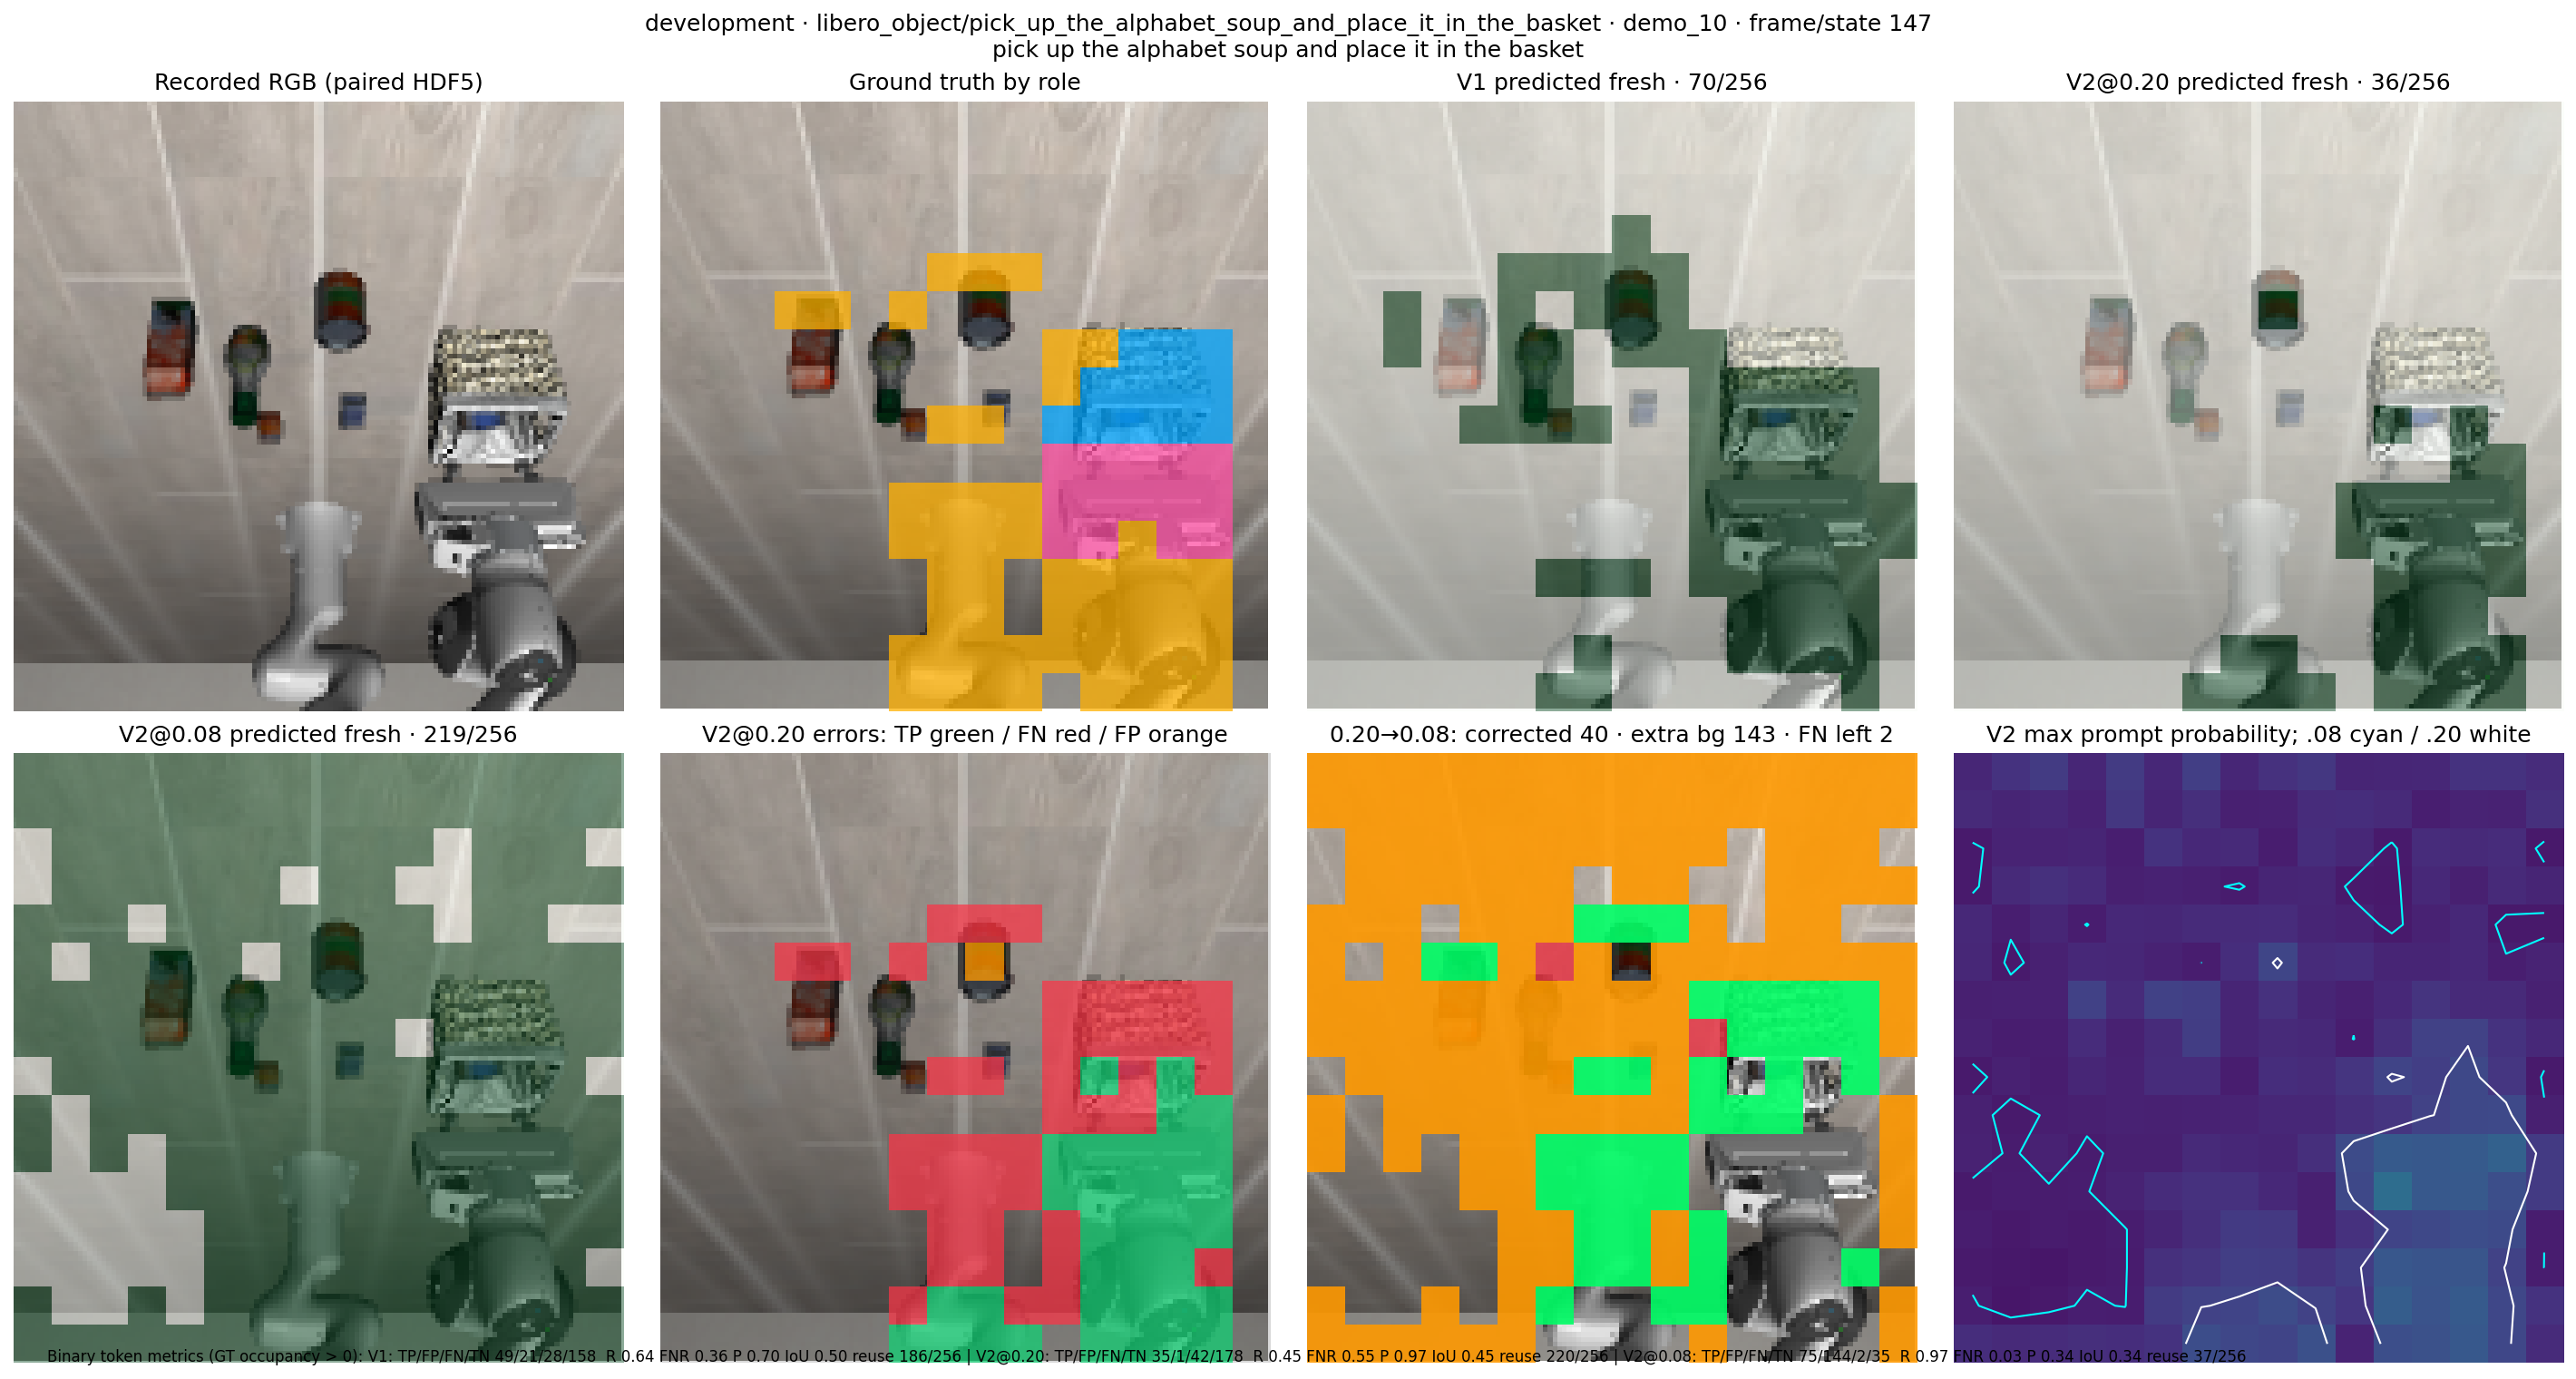 development · libero_object/pick_up_the_alphabet_soup_and_place_it_in_the_basket · demo_10 · frame/state 147
pick up the alphabet soup and place it in the basket
Recorded RGB (paired HDF5)
Ground truth by role
V1 predicted fresh · 70/256
V2@0.20 predicted fresh · 36/256
V2@0.08 predicted fresh · 219/256
V2@0.20 errors: TP green / FN red / FP orange
0.20→0.08: corrected 40 · extra bg 143 · FN left 2
V2 max prompt probability; .08 cyan / .20 white
Binary token metrics (GT occupancy > 0): V1: TP/FP/FN/TN 49/21/28/158  R 0.64 FNR 0.36 P 0.70 IoU 0.50 reuse 186/256 | V2@0.20: TP/FP/FN/TN 35/1/42/178  R 0.45 FNR 0.55 P 0.97 IoU 0.45 reuse 220/256 | V2@0.08: TP/FP/FN/TN 75/144/2/35  R 0.97 FNR 0.03 P 0.34 IoU 0.34 reuse 37/256